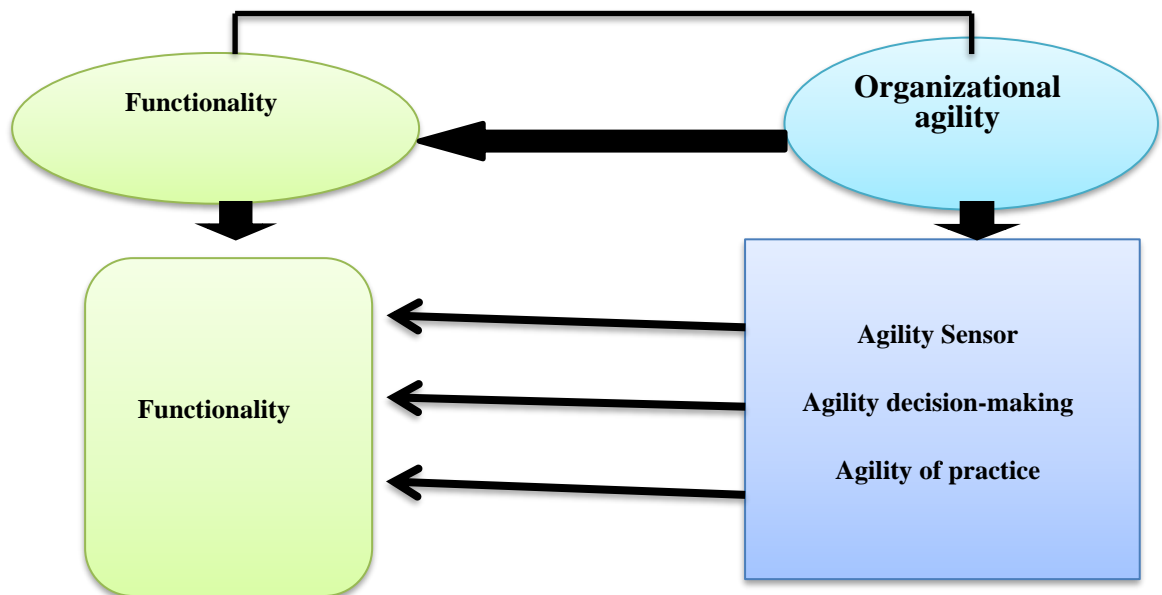 Functionality
Organizational
agility
Functionality
Agility Sensor
Agility decision-making
Agility of practice